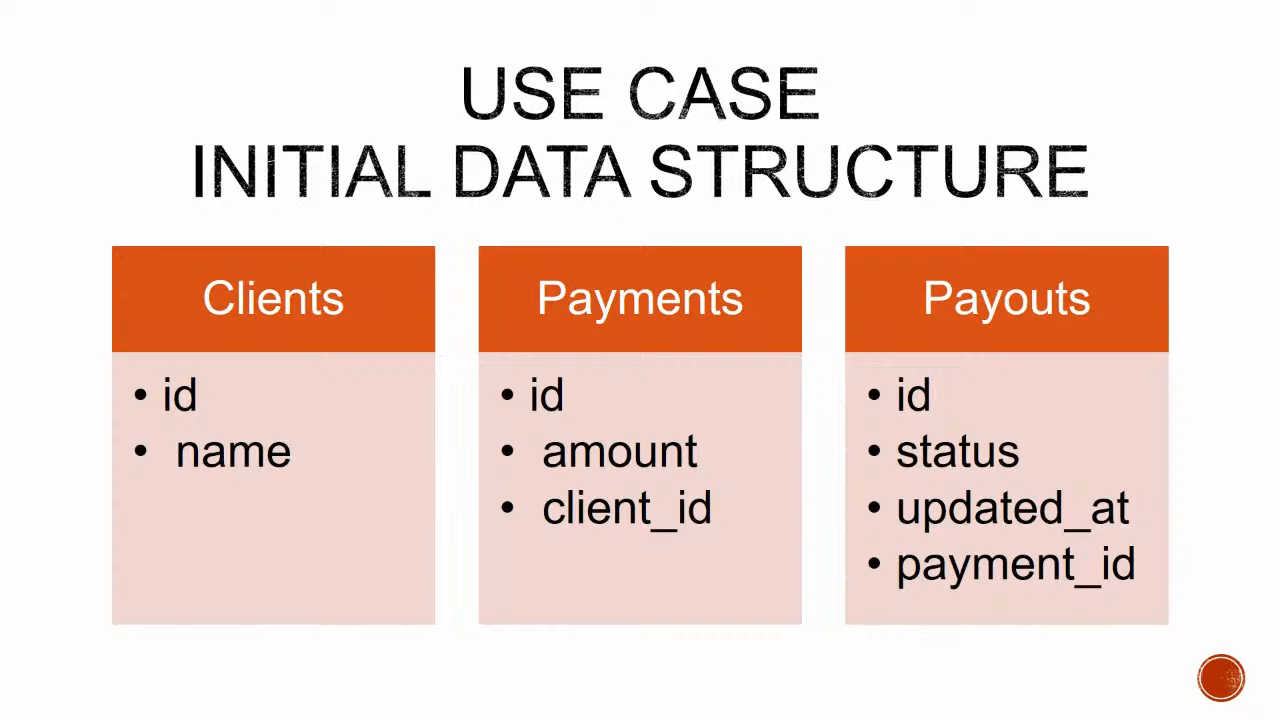 USE CASE
INITIAL DATA STRUCTURE
Clients
• id
• name
Payments
• id
• amount
• client_id
Payouts
• id
• status
• updated_at
• payment_id